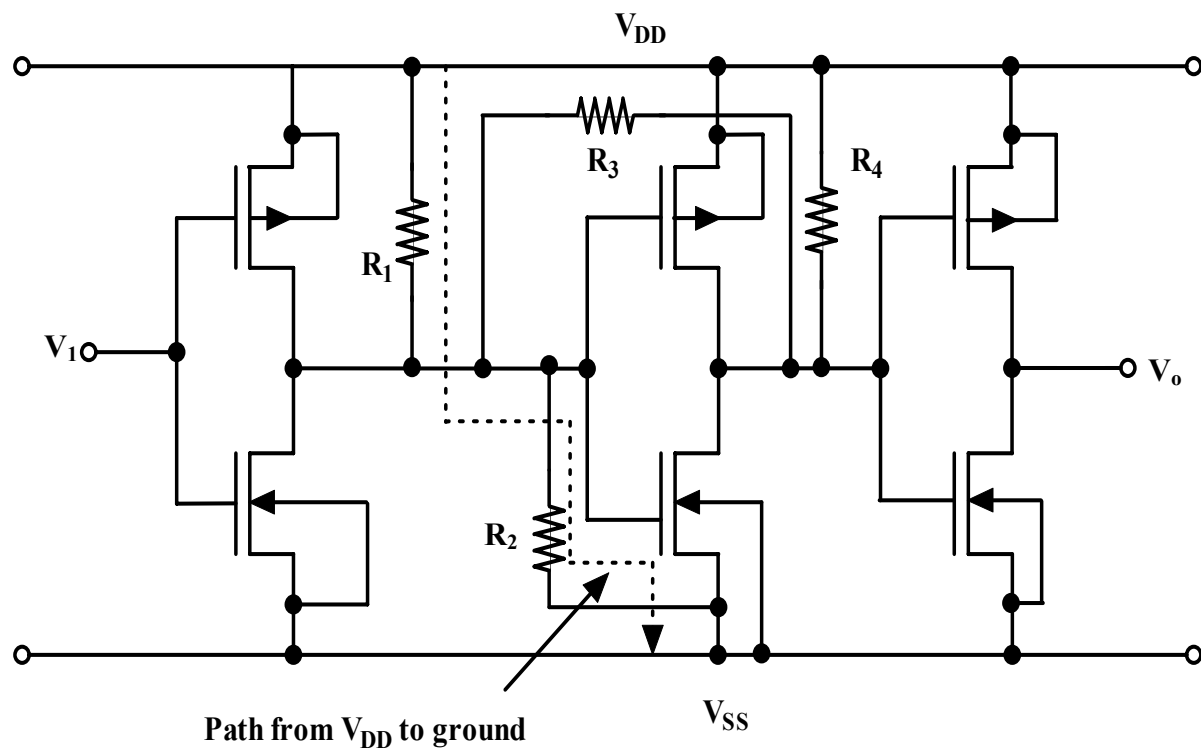 V_DD
R_3
R_4
R_1
V_1
V_o
R_2
V_SS
Path from V_DD to ground